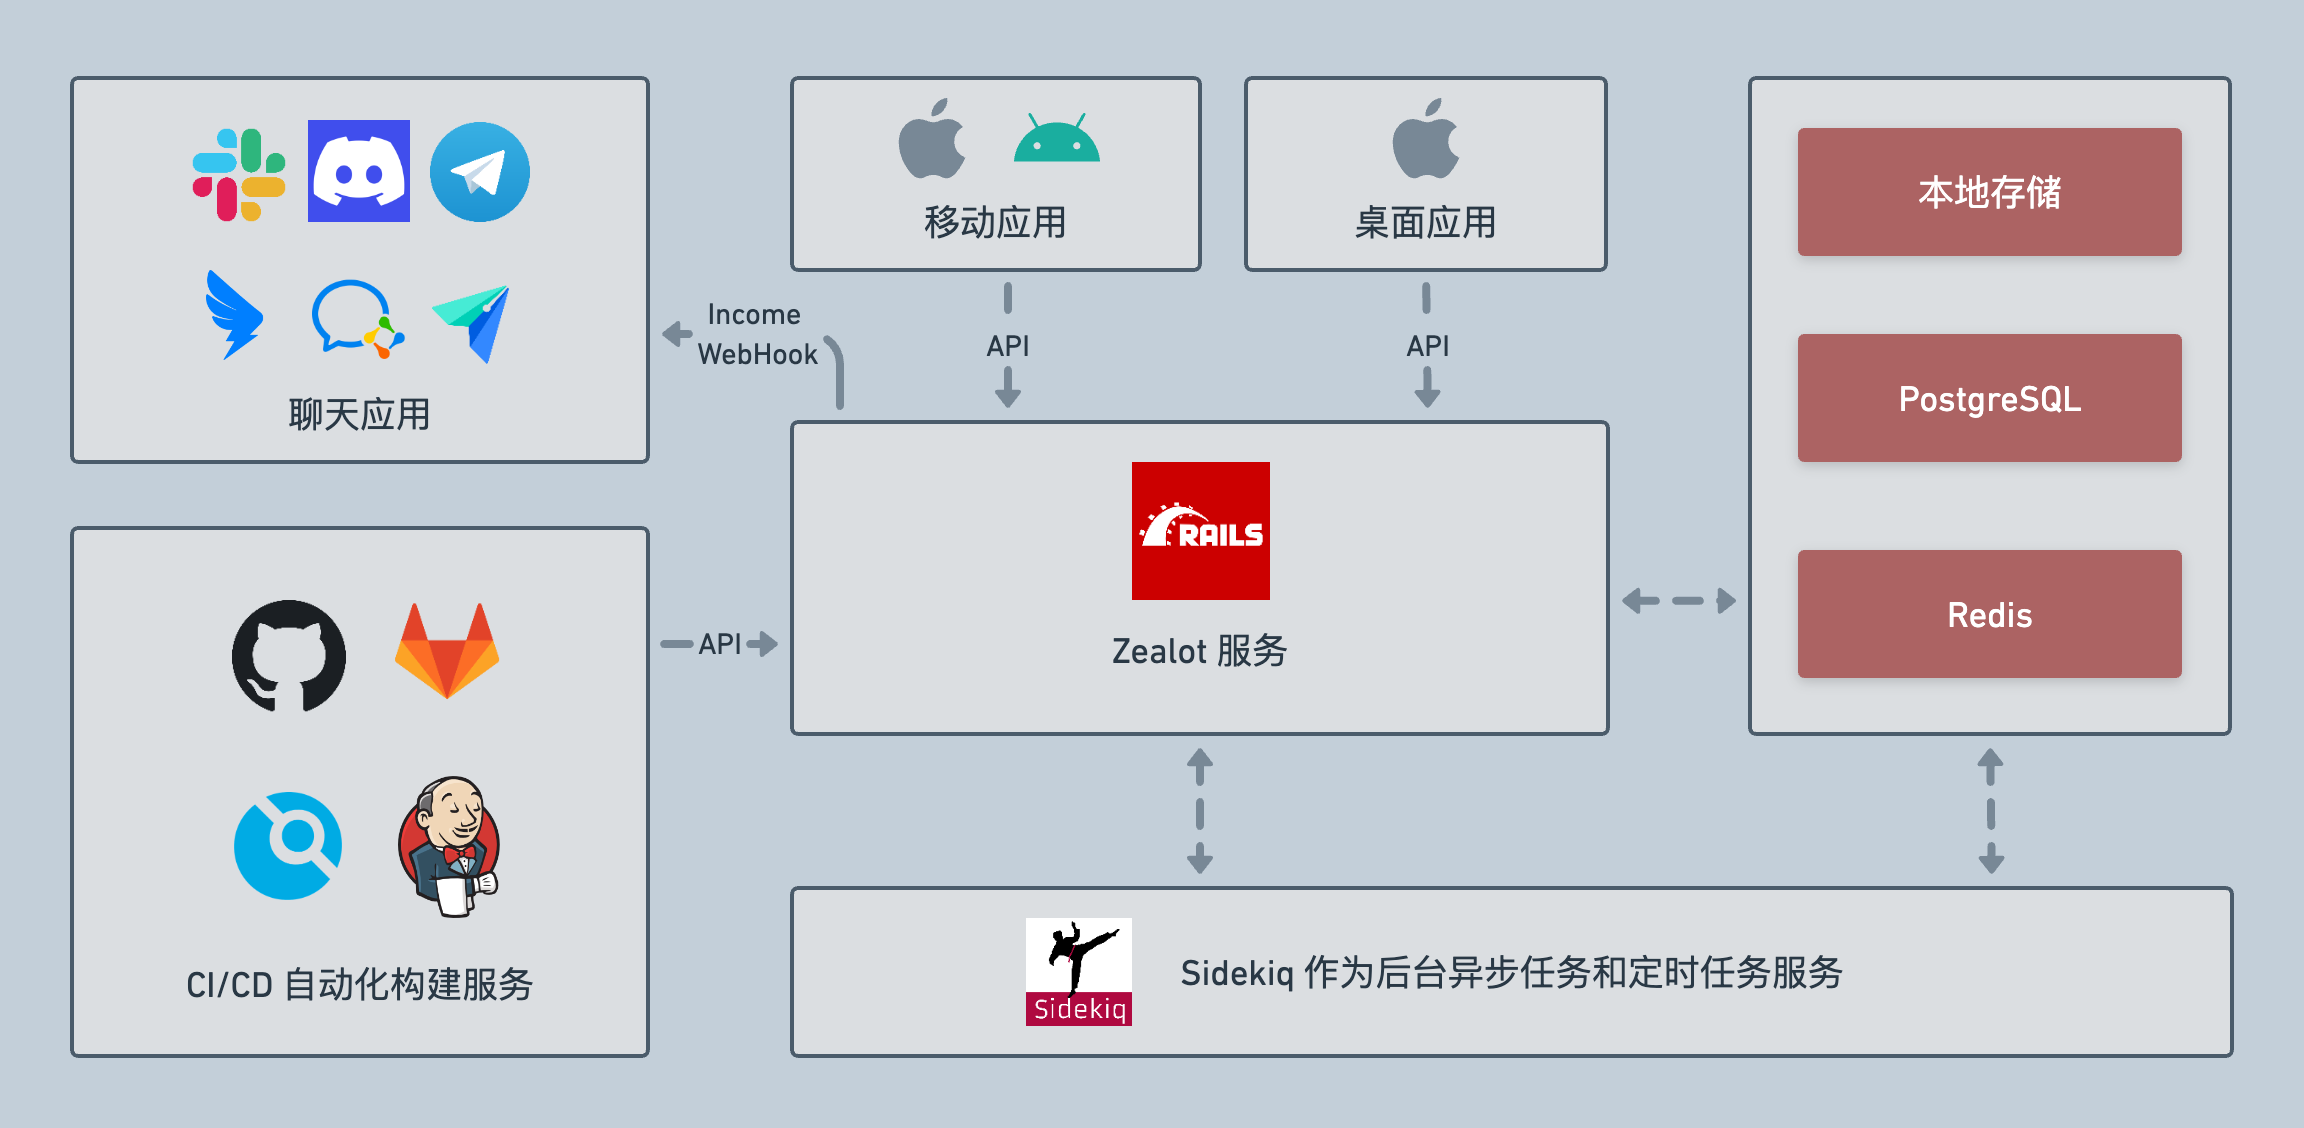 聊天应用
Income
WebHook
移动应用
桌面应用
API
API
本地存储
PostgreSQL
Redis
RAILS
Zealot 服务
API
CI/CD 自动化构建服务
Sidekiq
Sidekiq 作为后台异步任务和定时任务服务